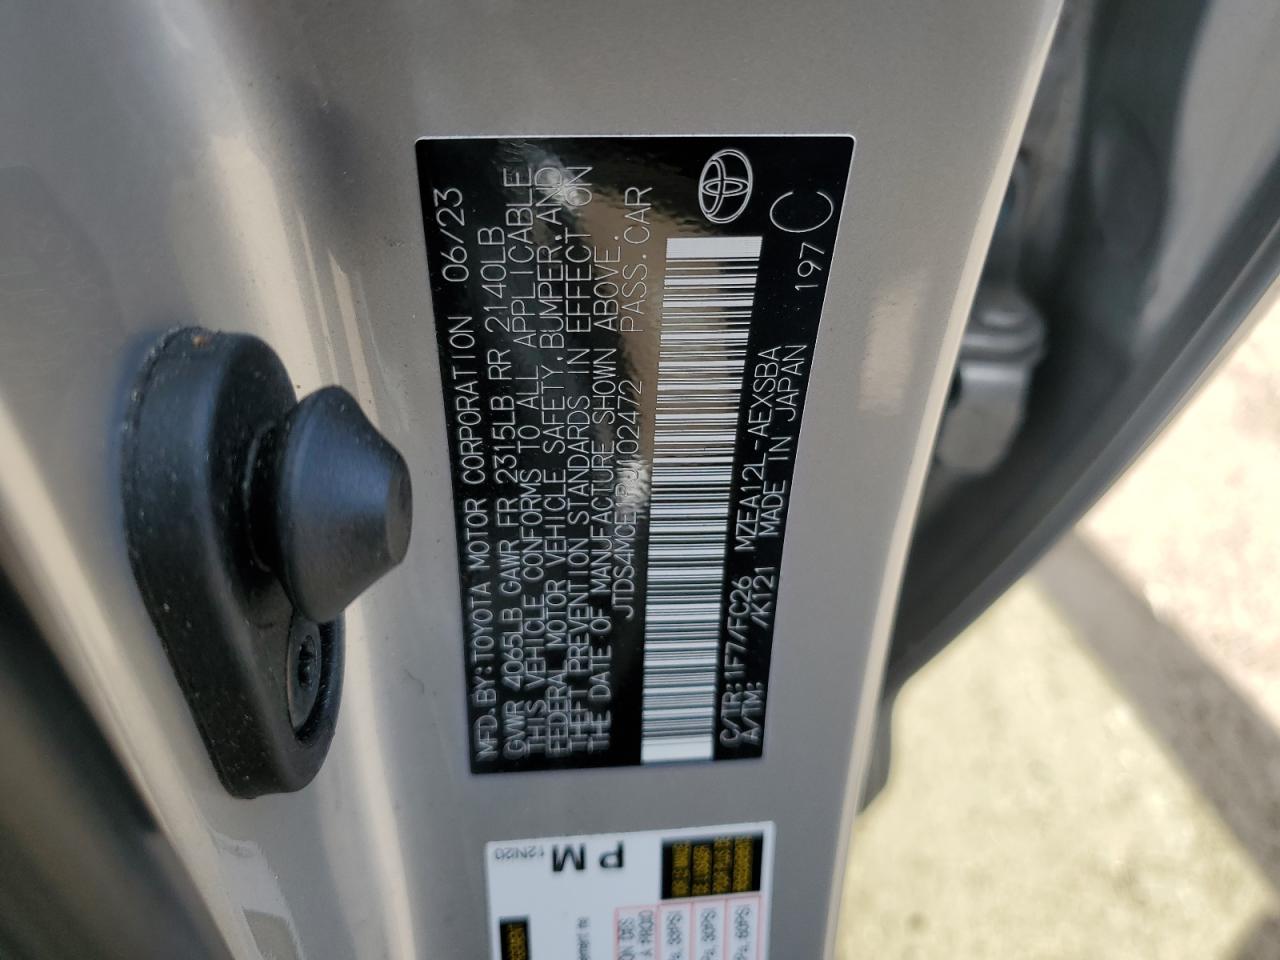 MFD.BY:TOYOTA MOTOR CORPORATION 06/23
GVWR 4065LB GAWR FR 2315LB RR 2140LB
THIS VEHICLE CONFORMS TO ALL APPLICABLE
FEDERAL MOTOR VEHICLE SAFETY,BUMPER,AND
THEFT PREVENTION STANDARDS IN EFFECT ON
THE DATE OF MANUFACTURE SHOWN ABOVE.
PASS.CAR
C/TR:1F7/FC26 MZEA12L-AEXSBA 197 C
A/TM: /K121 MADE IN JAPAN
P M
12N20